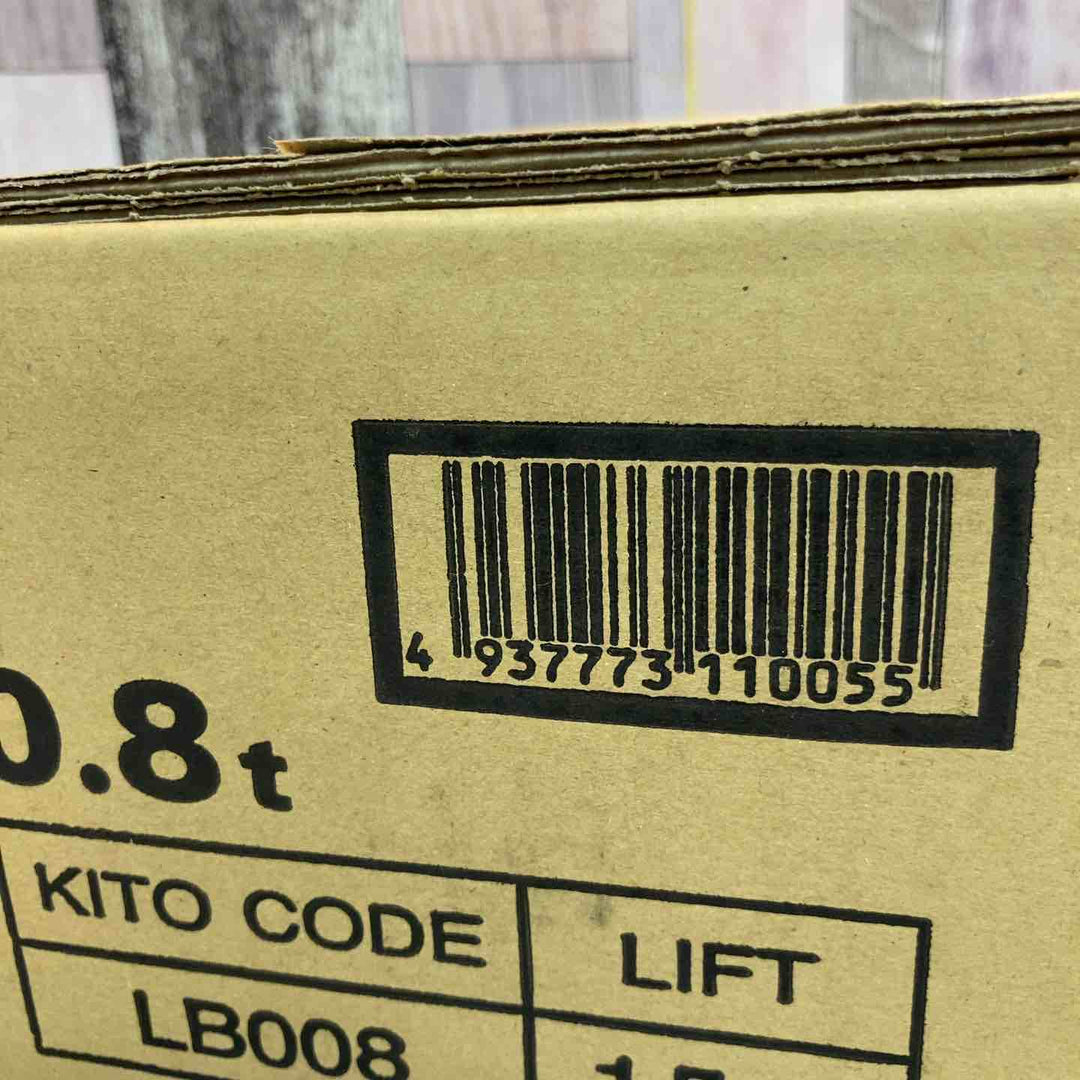 4 937773 110055
0.8t
KITO CODE
LIFT
LB008